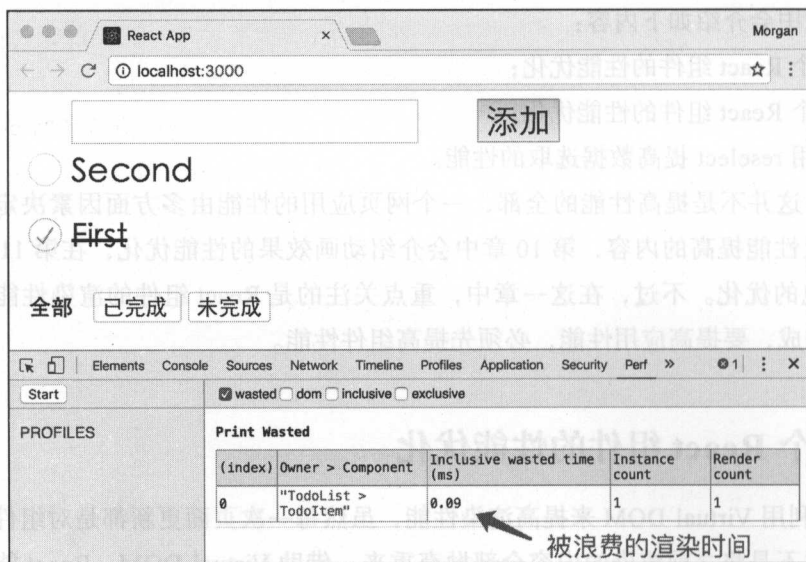 React App
Morgan
localhost:3000
添加
Second
First
全部 已完成 未完成
Elements Console Sources Network Timeline Profiles Application Security Perf » 1
Start
wasted dom inclusive exclusive
PROFILES
Print Wasted
(index) Owner > Component Inclusive wasted time (ms) Instance count Render count
0 "TodoList > TodoItem" 0.09 1 1
被浪费的渲染时间